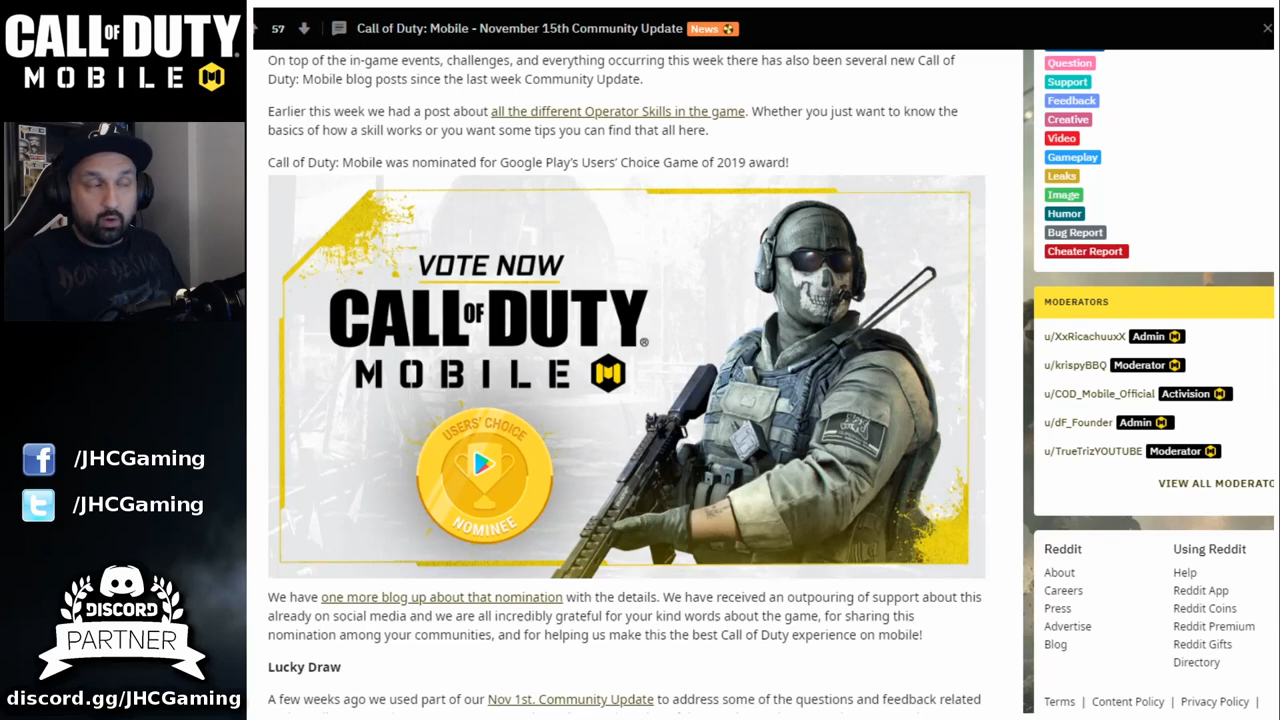 CALL OF DUTY
MOBILE
/JHCGaming
/JHCGaming
DISCORD
PARTNER
discord.gg/JHCGaming
57
Call of Duty: Mobile - November 15th Community Update News
On top of the in-game events, challenges, and everything occurring this week there has also been several new Call of
Duty: Mobile blog posts since the last week Community Update.
Earlier this week we had a post about all the different Operator Skills in the game. Whether you just want to know the
basics of how a skill works or you want some tips you can find that all here.
Call of Duty: Mobile was nominated for Google Play's Users' Choice Game of 2019 award!
VOTE NOW
CALL OF DUTY®
MOBILE
USERS' CHOICE
NOMINEE
We have one more blog up about that nomination with the details. We have received an outpouring of support about this
already on social media and we are all incredibly grateful for your kind words about the game, for sharing this
nomination among your communities, and for helping us make this the best Call of Duty experience on mobile!
Lucky Draw
A few weeks ago we used part of our Nov 1st. Community Update to address some of the questions and feedback related
Question
Support
Feedback
Creative
Video
Gameplay
Leaks
Image
Humor
Bug Report
Cheater Report
MODERATORS
u/XxRicachuuxX Admin
u/krispyBBQ Moderator
u/COD_Mobile_Official Activision
u/dF_Founder Admin
u/TrueTrizYOUTUBE Moderator
VIEW ALL MODERATO
Reddit
About
Careers
Press
Advertise
Blog
Using Reddit
Help
Reddit App
Reddit Coins
Reddit Premium
Reddit Gifts
Directory
Terms | Content Policy | Privacy Policy |